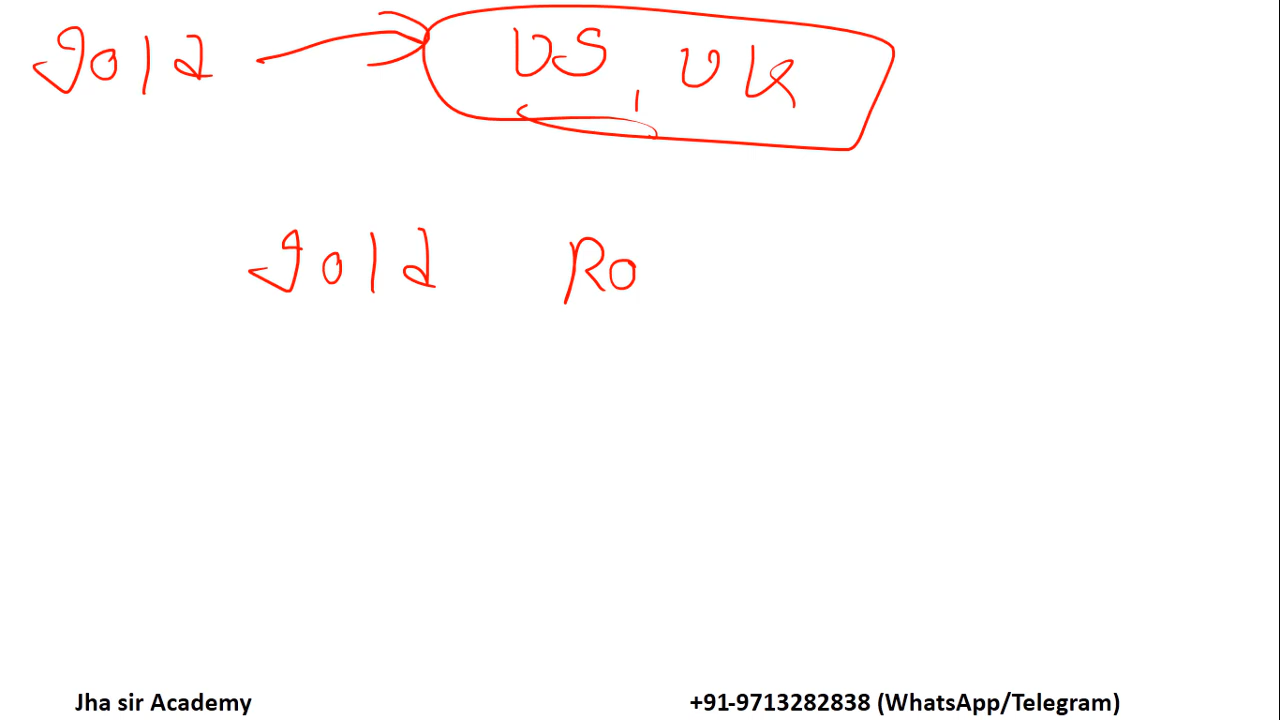 gold → US, UK
gold Ro
Jha sir Academy +91-9713282838 (WhatsApp/Telegram)